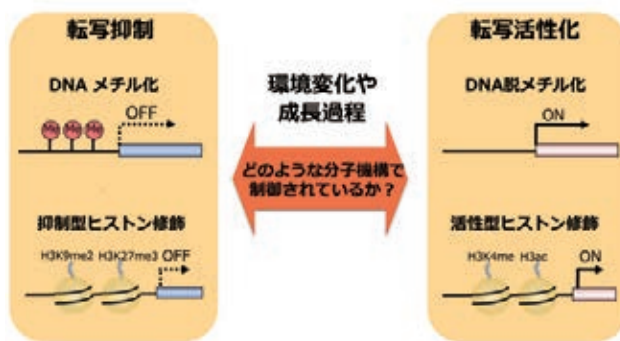 転写抑制
DNA メチル化
OFF
Me Me Me
抑制型ヒストン修飾
H3K9me2 H3K27me3 OFF
環境変化や
成長過程
どのような分子機構で
制御されているか？
転写活性化
DNA脱メチル化
ON
活性型ヒストン修飾
H3K4me H3ac ON